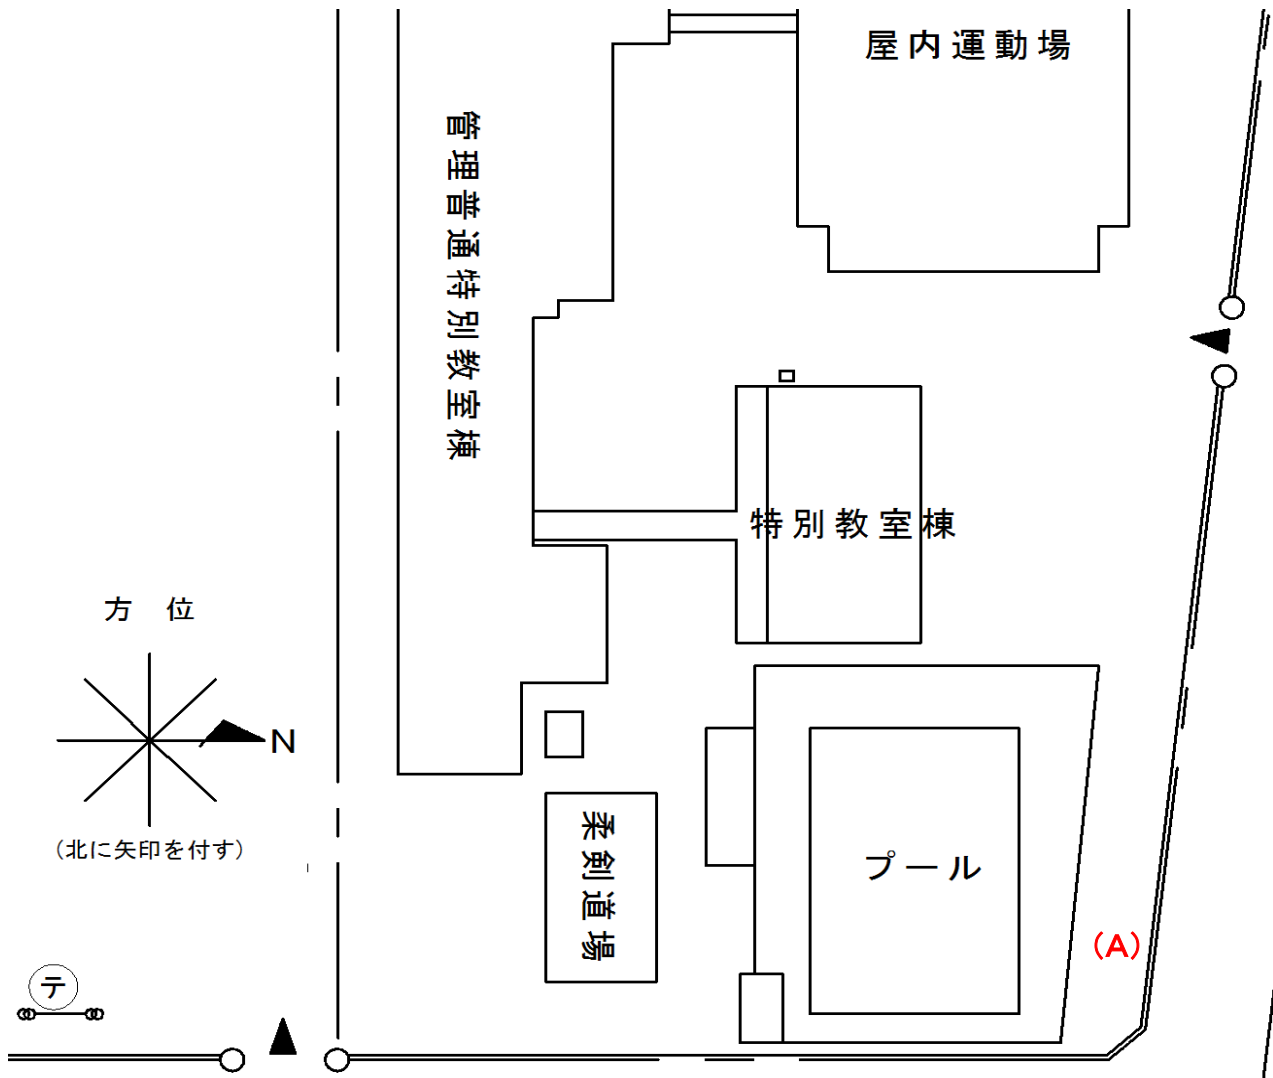 屋内運動場
管理普通特別教室棟
特別教室棟
方　位
N
(北に矢印を付す)
柔剣道場
プール
(A)
テ